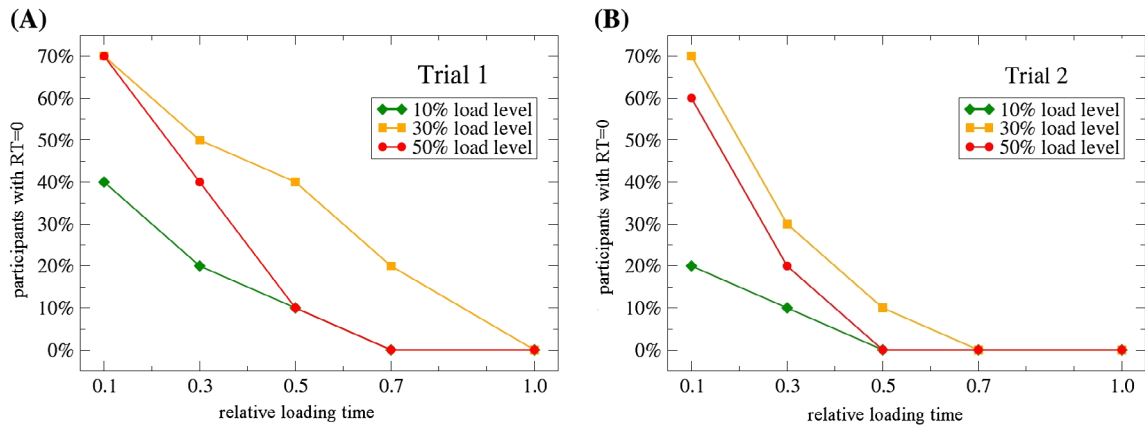 (A)
Trial 1
10% load level
30% load level
50% load level
participants with RT=0
70%
60%
50%
40%
30%
20%
10%
0%
0.1 0.3 0.5 0.7 1.0
relative loading time
(B)
Trial 2
10% load level
30% load level
50% load level
participants with RT=0
70%
60%
50%
40%
30%
20%
10%
0%
0.1 0.3 0.5 0.7 1.0
relative loading time